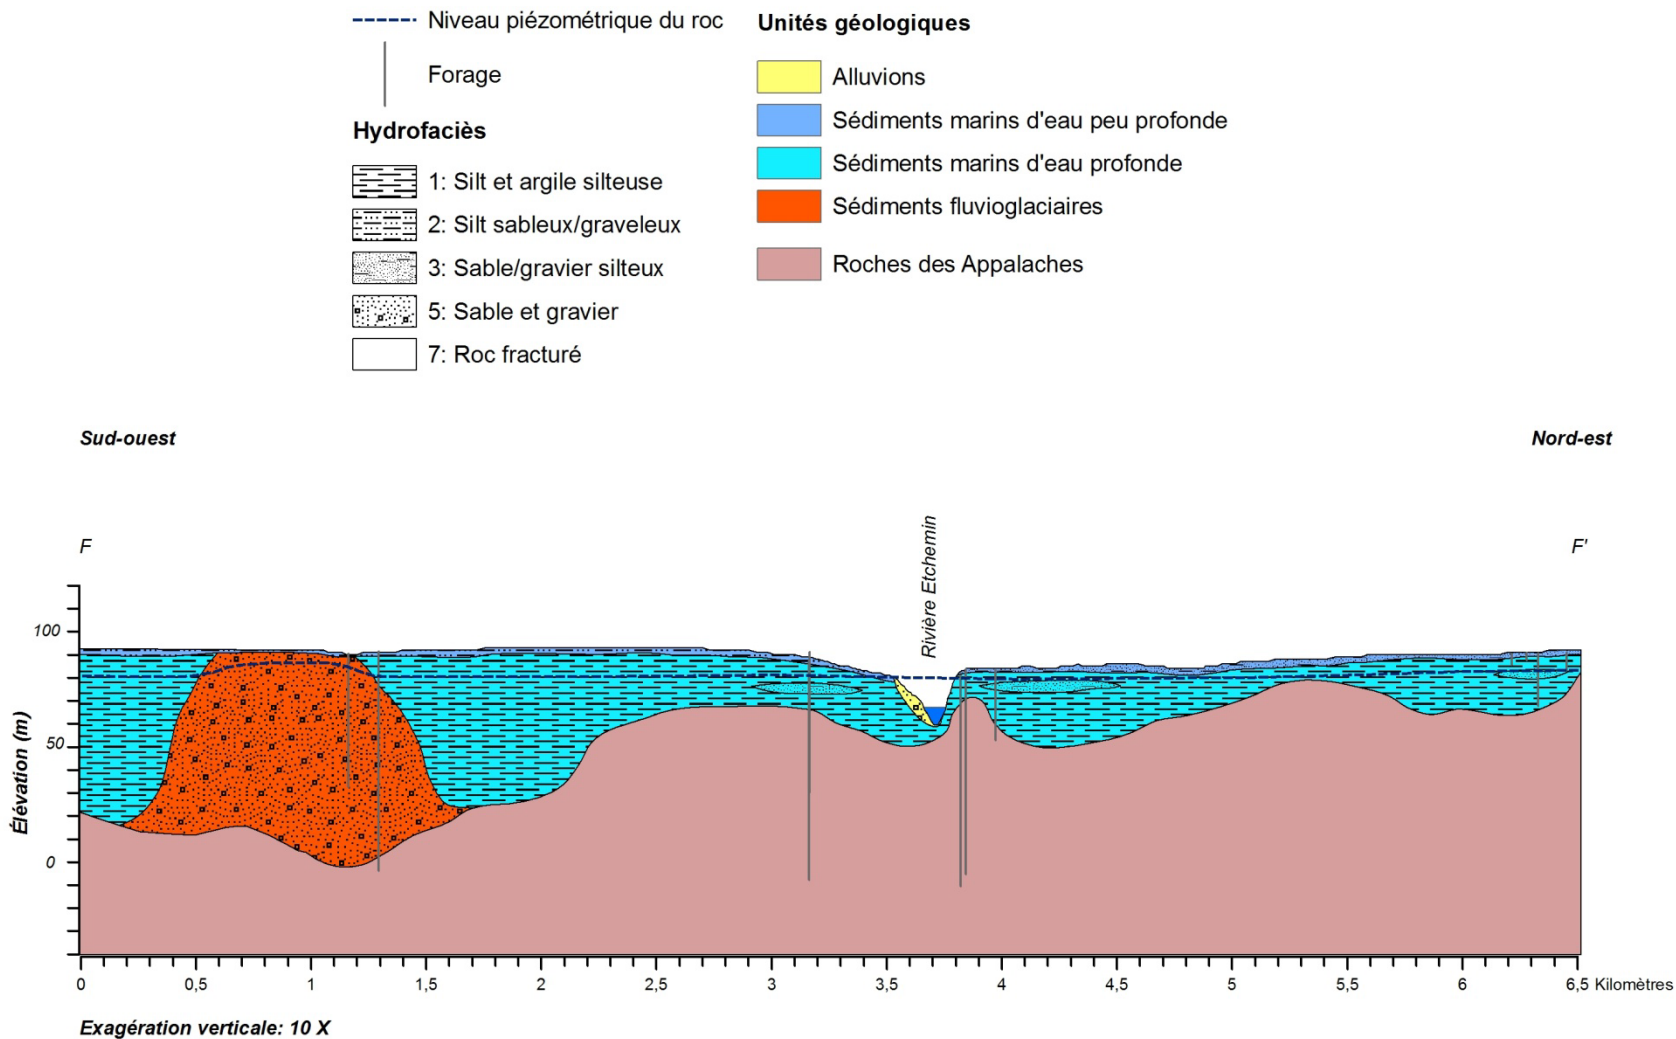 Niveau piézométrique du roc
Forage
Hydrofaciès
1: Silt et argile silteuse
2: Silt sableux/graveleux
3: Sable/gravier silteux
5: Sable et gravier
7: Roc fracturé
Unités géologiques
Alluvions
Sédiments marins d'eau peu profonde
Sédiments marins d'eau profonde
Sédiments fluvioglaciaires
Roches des Appalaches
Sud-ouest
Nord-est
F
Rivière Etchemin
F'
Élévation (m)
100
50
0
0 0,5 1 1,5 2 2,5 3 3,5 4 4,5 5 5,5 6 6,5 Kilomètres
Exagération verticale: 10 X